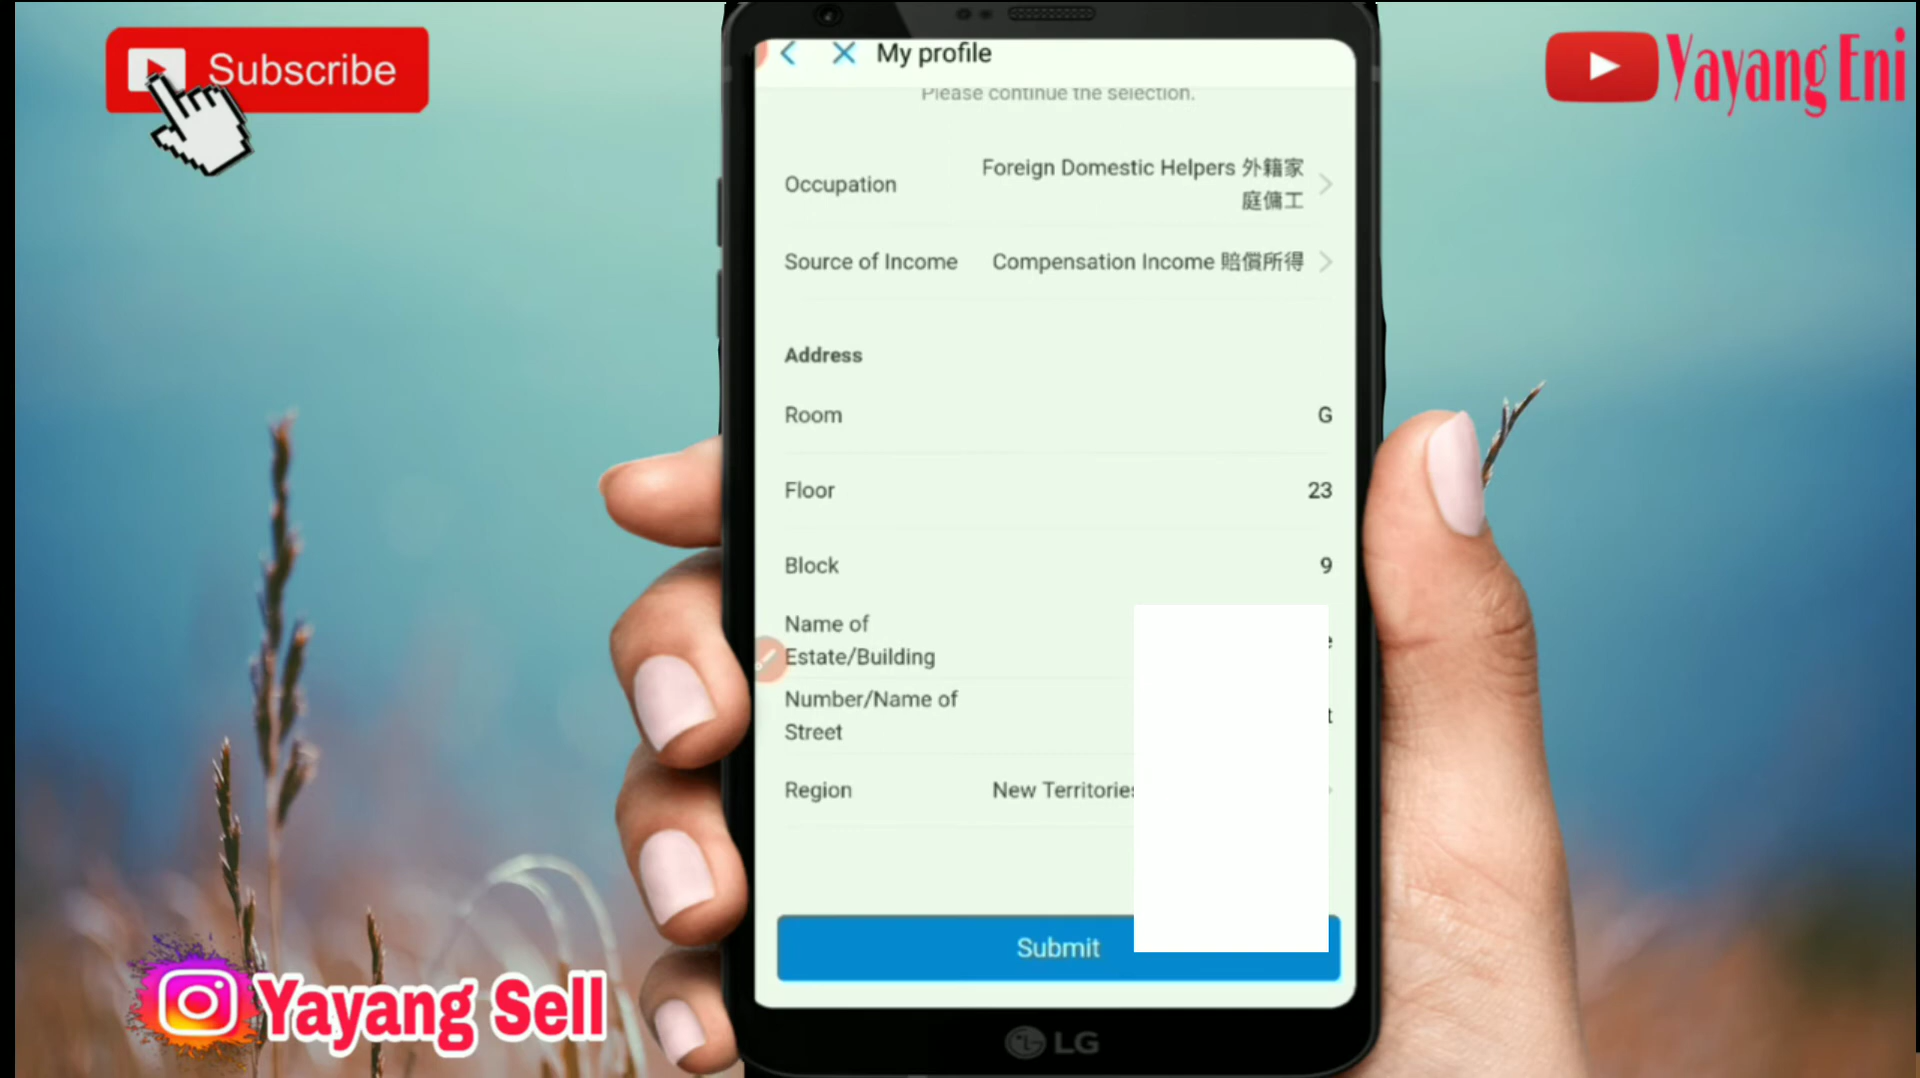 Subscribe
Yayang Eni
My profile
Please continue the selection.
Occupation
Foreign Domestic Helpers 外籍家
庭傭工
Source of Income
Compensation Income 賠償所得
Address
Room
G
Floor
23
Block
9
Name of
Estate/Building
e
Number/Name of
Street
t
Region
New Territories
Submit
Yayang Sell
LG